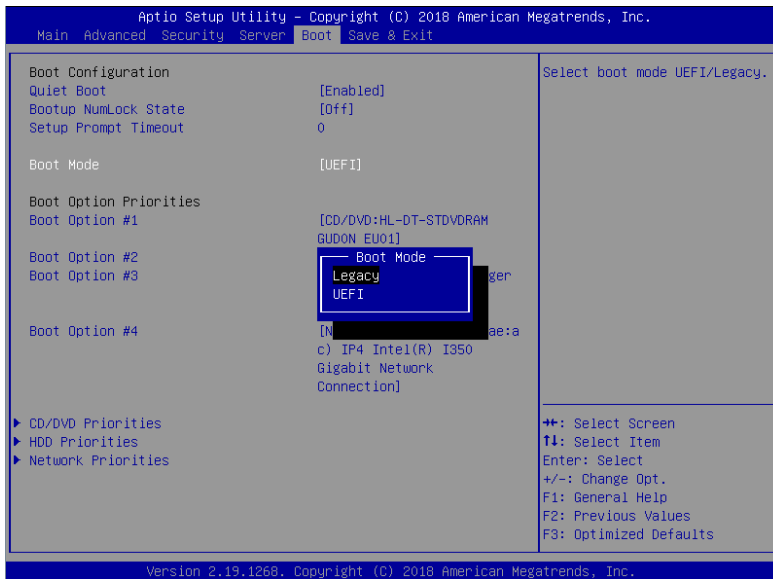 Aptio Setup Utility – Copyright (C) 2018 American Megatrends, Inc.
Main Advanced Security Server Boot Save & Exit
Boot Configuration
Quiet Boot [Enabled]
Bootup NumLock State [Off]
Setup Prompt Timeout 0
Boot Mode [UEFI]
Boot Option Priorities
Boot Option #1 [CD/DVD:HL-DT-STDVDRAM
GUD0N EU01]
Boot Option #2
Boot Option #3 ger
Boot Mode
Legacy
UEFI
Boot Option #4 [N ae:a
c) IP4 Intel(R) I350
Gigabit Network
Connection]
CD/DVD Priorities
HDD Priorities
Network Priorities
Select boot mode UEFI/Legacy.
→←: Select Screen
↑↓: Select Item
Enter: Select
+/-: Change Opt.
F1: General Help
F2: Previous Values
F3: Optimized Defaults
Version 2.19.1268. Copyright (C) 2018 American Megatrends, Inc.